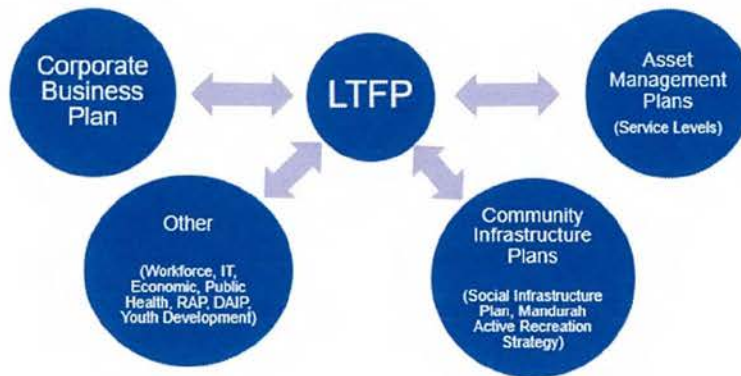 Corporate
Business
Plan
LTFP
Asset
Management
Plans
(Service Levels)
Other
(Workforce, IT,
Economic, Public
Health, RAP, DAIP,
Youth Development)
Community
Infrastructure
Plans
(Social Infrastructure
Plan, Mandurah
Active Recreation
Strategy)